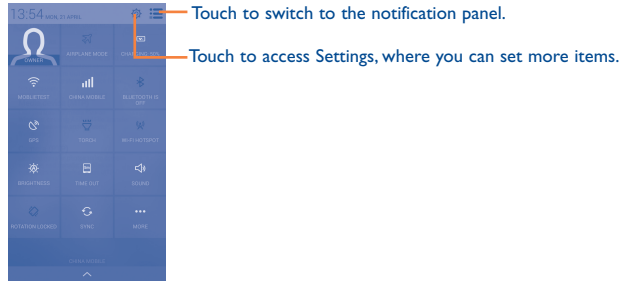 13:54 MON, 21 APRIL
Touch to switch to the notification panel.
OWNER
AIRPLANE MODE
CHARGING, 50%
Touch to access Settings, where you can set more items.
MOBILETEST
CHINA MOBILE
BLUETOOTH IS
OFF
GPS
TORCH
WI-FI HOTSPOT
BRIGHTNESS
TIME OUT
SOUND
ROTATION LOCKED
SYNC
MORE
CHINA MOBILE